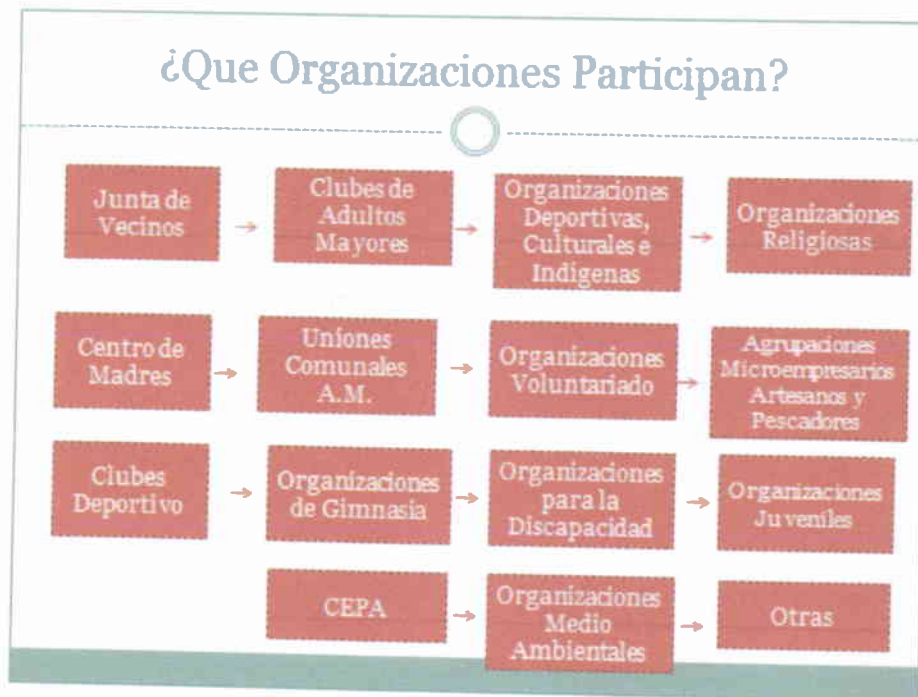 ¿Que Organizaciones Participan?
Junta de
Vecinos
Clubes de
Adultos
Mayores
Organizaciones
Deportivas,
Culturales e
Indígenas
Organizaciones
Religiosas
Centro de
Madres
Uniones
Comunales
A.M.
Organizaciones
Voluntariado
Agrupaciones
Microempresarios
Artesanos y
Pescadores
Clubes
Deportivo
Organizaciones
de Gimnasia
Organizaciones
para la
Discapacidad
Organizaciones
Juveniles
CEPA
Organizaciones
Medio
Ambientales
Otras